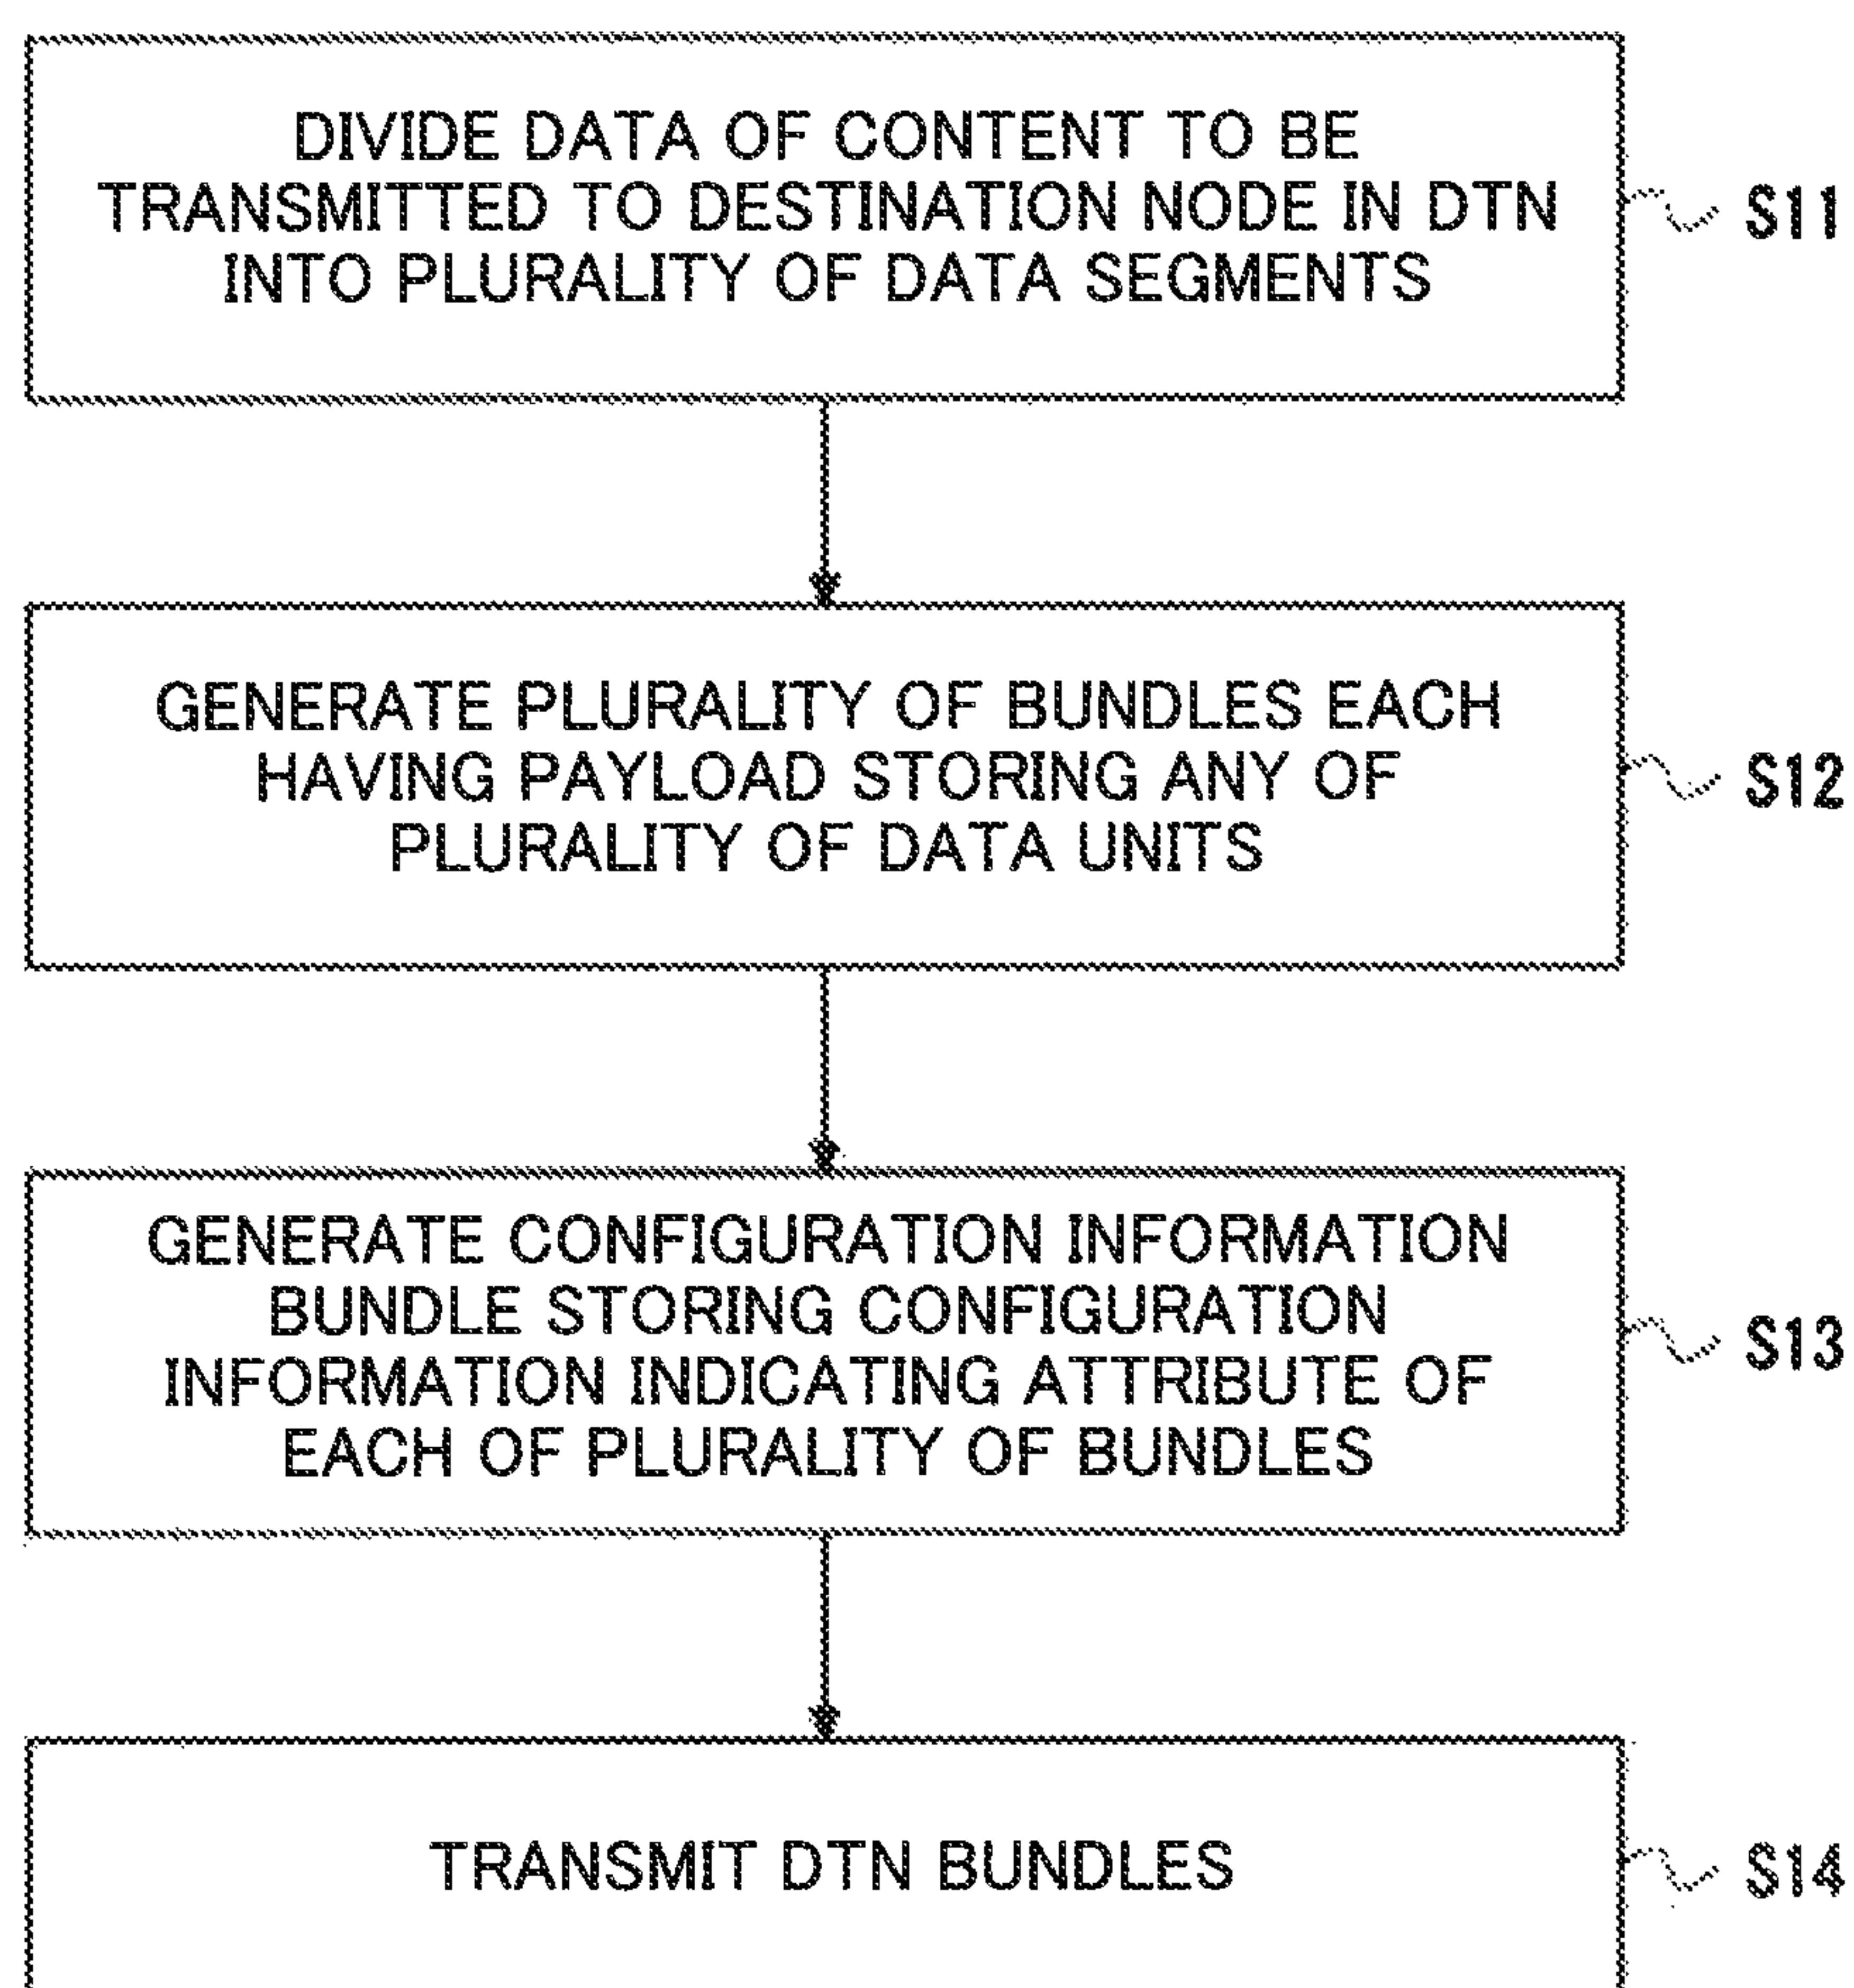 DIVIDE DATA OF CONTENT TO BE
TRANSMITTED TO DESTINATION NODE IN DTN
INTO PLURALITY OF DATA SEGMENTS
S11
GENERATE PLURALITY OF BUNDLES EACH
HAVING PAYLOAD STORING ANY OF
PLURALITY OF DATA UNITS
S12
GENERATE CONFIGURATION INFORMATION
BUNDLE STORING CONFIGURATION
INFORMATION INDICATING ATTRIBUTE OF
EACH OF PLURALITY OF BUNDLES
S13
TRANSMIT DTN BUNDLES
S14